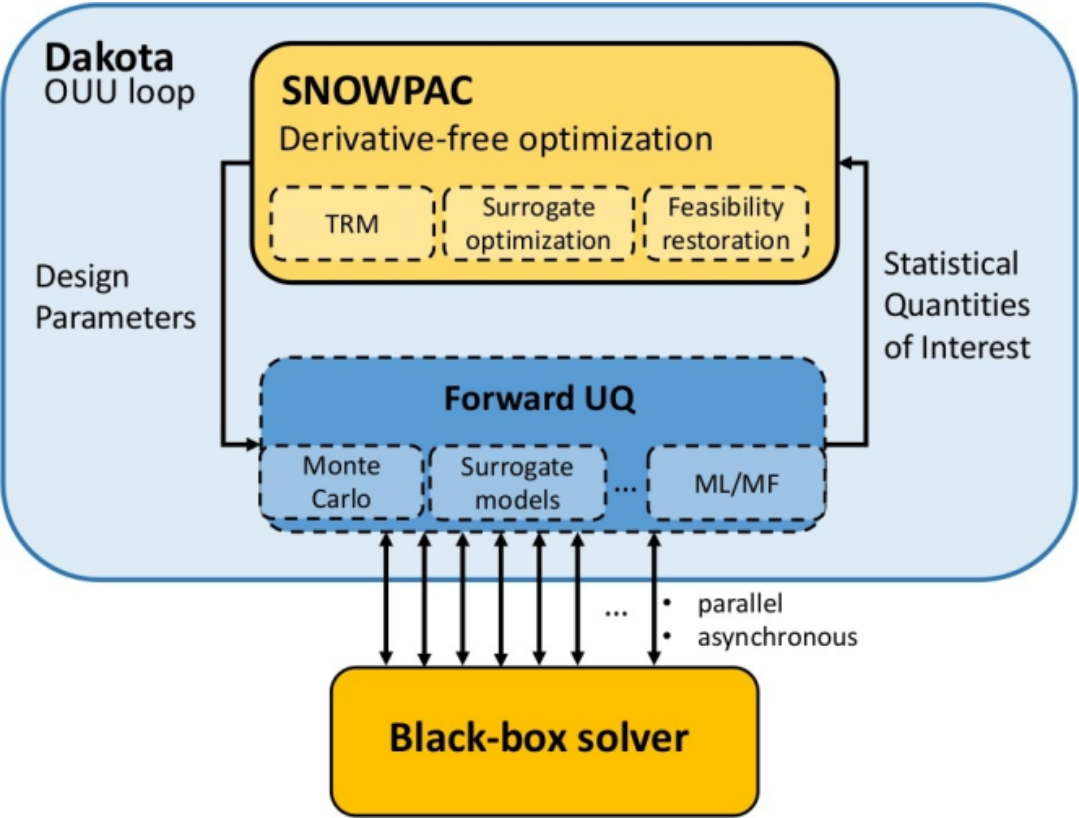 Dakota
OUU loop
SNOWPAC
Derivative-free optimization
TRM
Surrogate
optimization
Feasibility
restoration
Design
Parameters
Statistical
Quantities
of Interest
Forward UQ
Monte
Carlo
Surrogate
models
...
ML/MF
...
• parallel
• asynchronous
Black-box solver